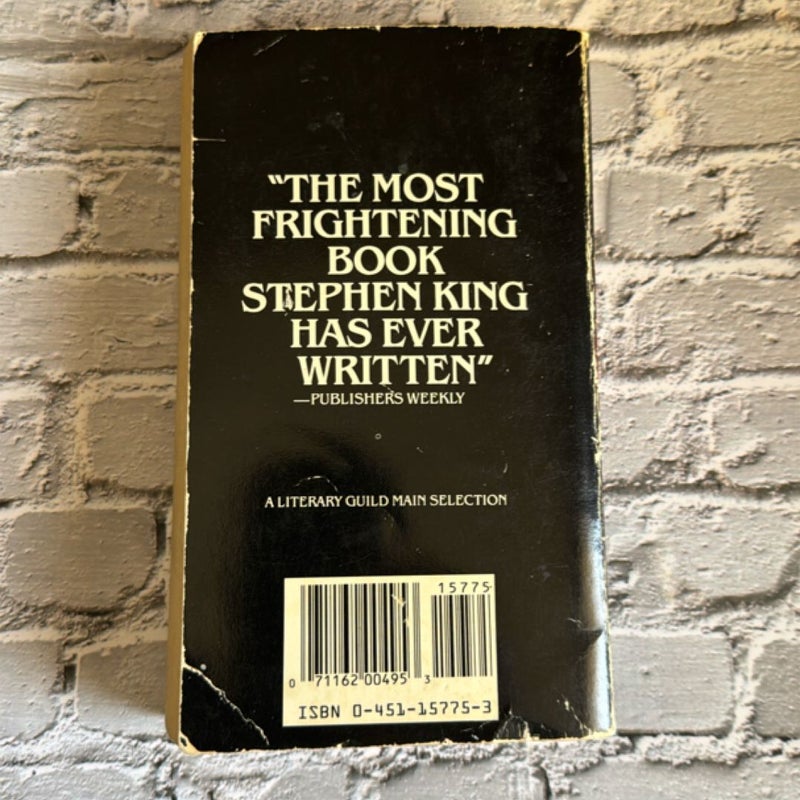 “THE MOST
FRIGHTENING
BOOK
STEPHEN KING
HAS EVER
WRITTEN”
—PUBLISHERS WEEKLY
A LITERARY GUILD MAIN SELECTION
15775
0 71162 00495 3
ISBN 0-451-15775-3